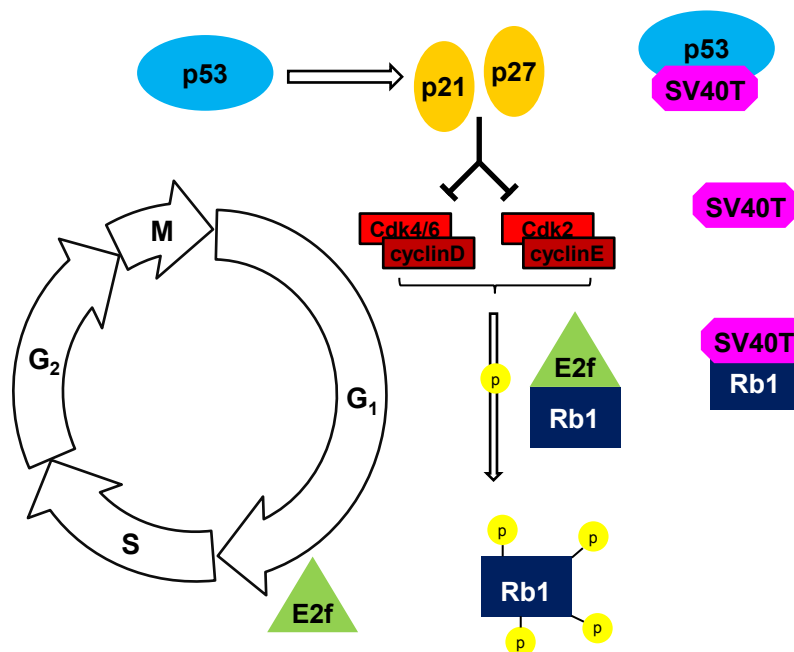 p53
p21
p27
p53
SV40T
M
Cdk4/6
cyclinD
Cdk2
cyclinE
SV40T
G₂
G₁
p
E2f
Rb1
SV40T
Rb1
S
E2f
p
p
Rb1
p
p